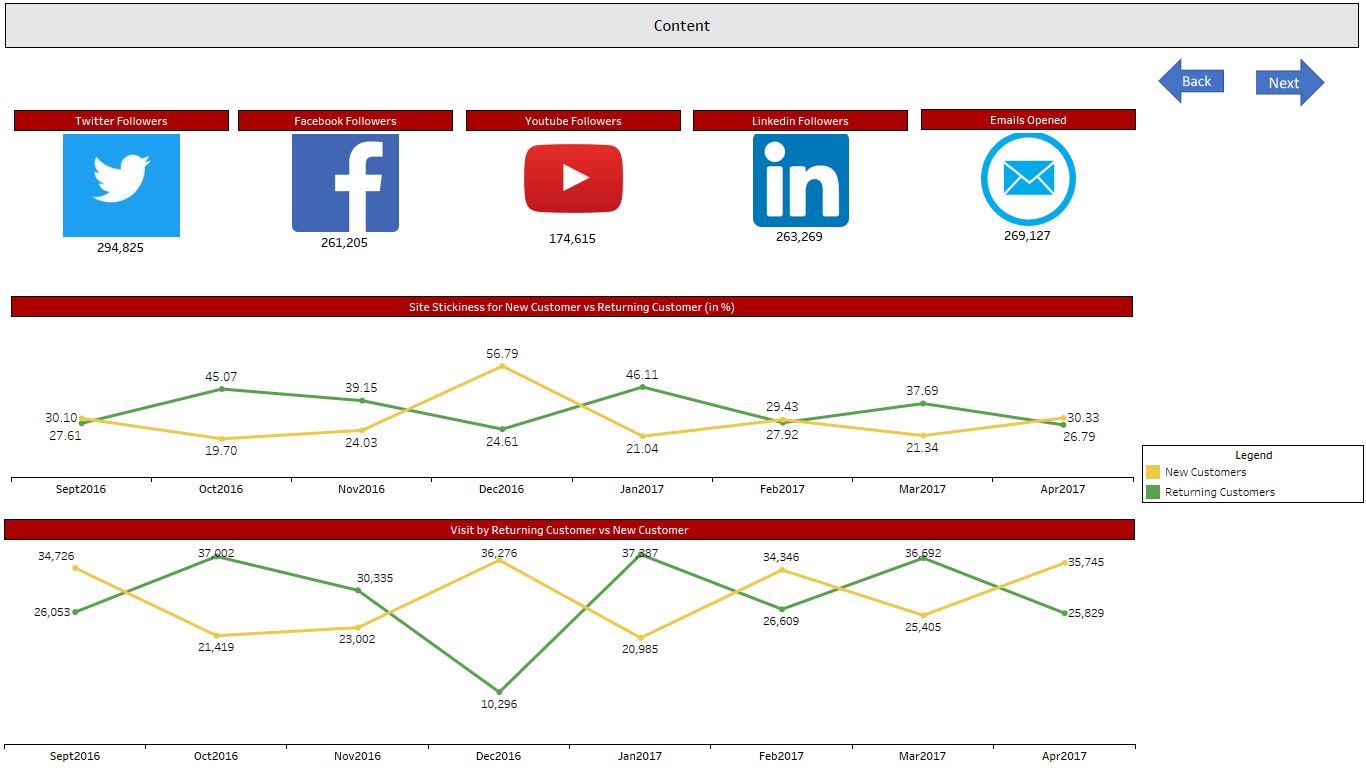 Content
Back
Next
Twitter Followers
Facebook Followers
Youtube Followers
Linkedin Followers
Emails Opened
in
294,825
261,205
174,615
263,269
269,127
Site Stickiness for New Customer vs Returning Customer (in %)
30.10
27.61
45.07
19.70
39.15
24.03
56.79
24.61
46.11
21.04
29.43
27.92
37.69
21.34
30.33
26.79
Sept2016
Oct2016
Nov2016
Dec2016
Jan2017
Feb2017
Mar2017
Apr2017
Legend
New Customers
Returning Customers
Visit by Returning Customer vs New Customer
34,726
26,053
37,002
21,419
30,335
23,002
36,276
10,296
37,387
20,985
34,346
26,609
36,692
25,405
35,745
25,829
Sept2016
Oct2016
Nov2016
Dec2016
Jan2017
Feb2017
Mar2017
Apr2017